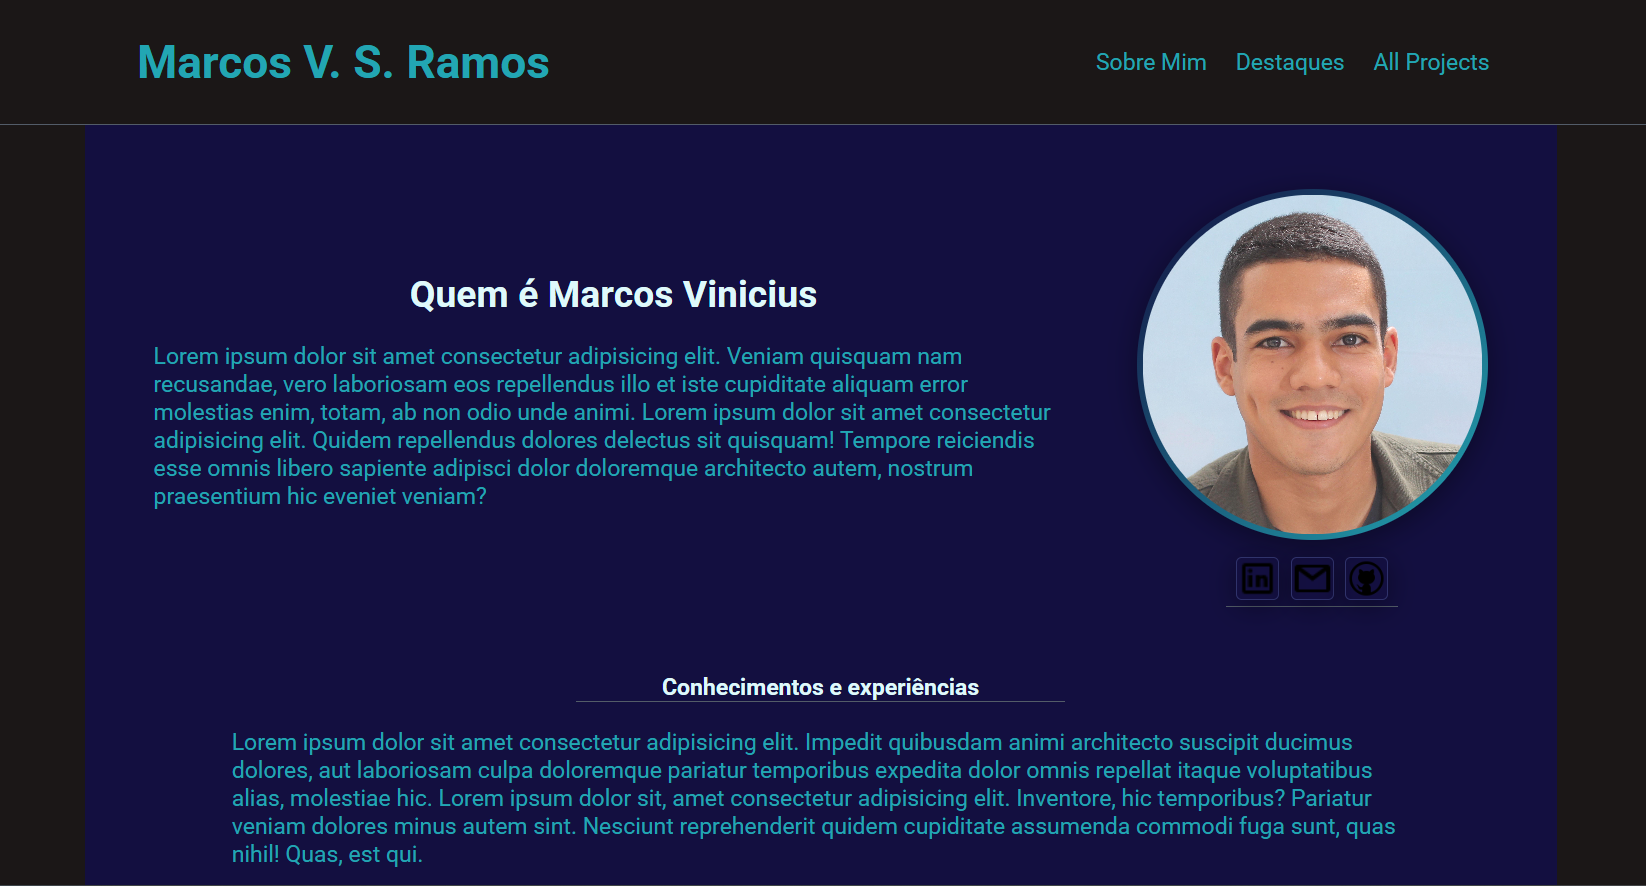 Marcos V. S. Ramos
Sobre Mim Destaques All Projects
Quem é Marcos Vinicius
Lorem ipsum dolor sit amet consectetur adipisicing elit. Veniam quisquam nam
recusandae, vero laboriosam eos repellendus illo et iste cupiditate aliquam error
molestias enim, totam, ab non odio unde animi. Lorem ipsum dolor sit amet consectetur
adipisicing elit. Quidem repellendus dolores delectus sit quisquam! Tempore reiciendis
esse omnis libero sapiente adipisci dolor doloremque architecto autem, nostrum
praesentium hic eveniet veniam?
in
Conhecimentos e experiências
Lorem ipsum dolor sit amet consectetur adipisicing elit. Impedit quibusdam animi architecto suscipit ducimus
dolores, aut laboriosam culpa doloremque pariatur temporibus expedita dolor omnis repellat itaque voluptatibus
alias, molestiae hic. Lorem ipsum dolor sit, amet consectetur adipisicing elit. Inventore, hic temporibus? Pariatur
veniam dolores minus autem sint. Nesciunt reprehenderit quidem cupiditate assumenda commodi fuga sunt, quas
nihil! Quas, est qui.